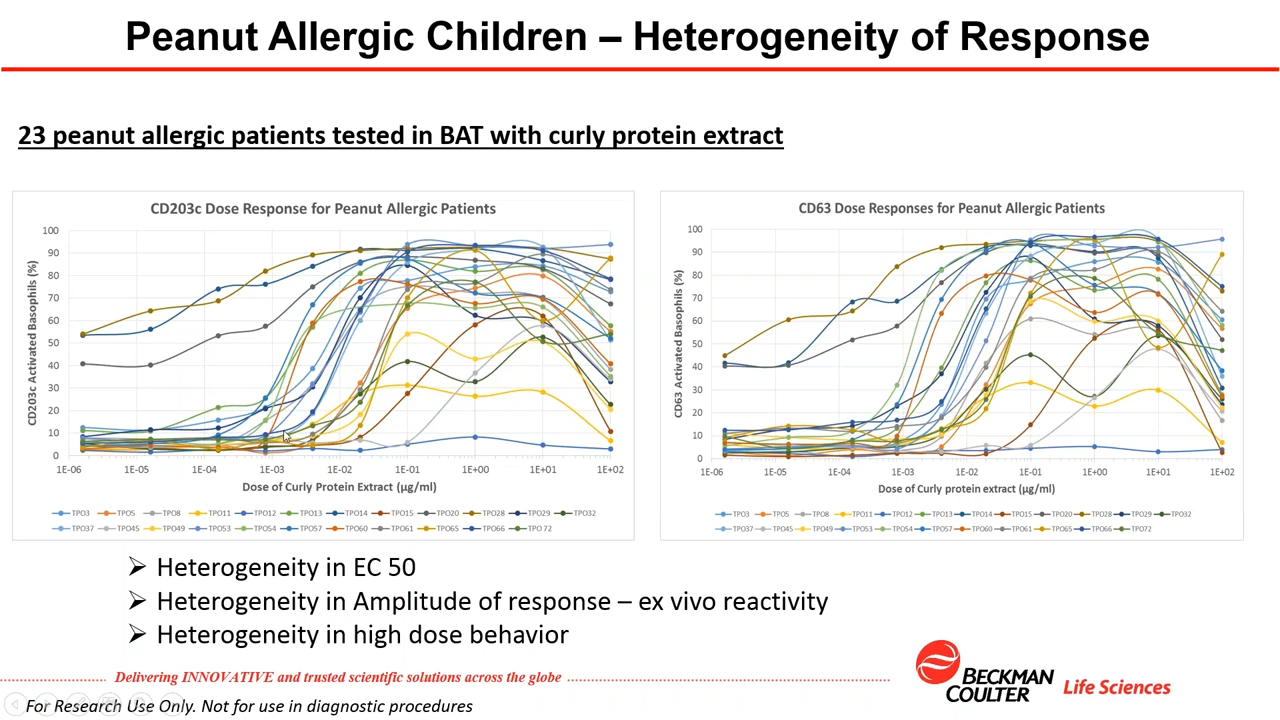 Peanut Allergic Children – Heterogeneity of Response
23 peanut allergic patients tested in BAT with curly protein extract
CD203c Dose Response for Peanut Allergic Patients
CD203c Activated Basophils (%)
100
90
80
70
60
50
40
30
20
10
0
1E-06 1E-05 1E-04 1E-03 1E-02 1E-01 1E+00 1E+01 1E+02
Dose of Curly Protein Extract (µg/ml)
TPO3 TPO5 TPO8 TPO11 TPO12 TPO13 TPO14 TPO15 TPO20 TPO28 TPO29 TPO32
TPO37 TPO45 TPO49 TPO53 TPO54 TPO57 TPO60 TPO61 TPO65 TPO66 TPO 72
CD63 Dose Responses for Peanut Allergic Patients
CD63 Activated Basophils (%)
100
90
80
70
60
50
40
30
20
10
0
1E-06 1E-05 1E-04 1E-03 1E-02 1E-01 1E+00 1E+01 1E+02
Dose of Curly protein extract (µg/ml)
TPO3 TPO5 TPO8 TPO11 TPO12 TPO13 TPO14 TPO15 TPO20 TPO28 TPO29 TPO32
TPO37 TPO45 TPO49 TPO53 TPO54 TPO57 TPO60 TPO61 TPO65 TPO66 TPO72
➢ Heterogeneity in EC 50
➢ Heterogeneity in Amplitude of response – ex vivo reactivity
➢ Heterogeneity in high dose behavior
Delivering INNOVATIVE and trusted scientific solutions across the globe
For Research Use Only. Not for use in diagnostic procedures
BECKMAN
COULTER
Life Sciences